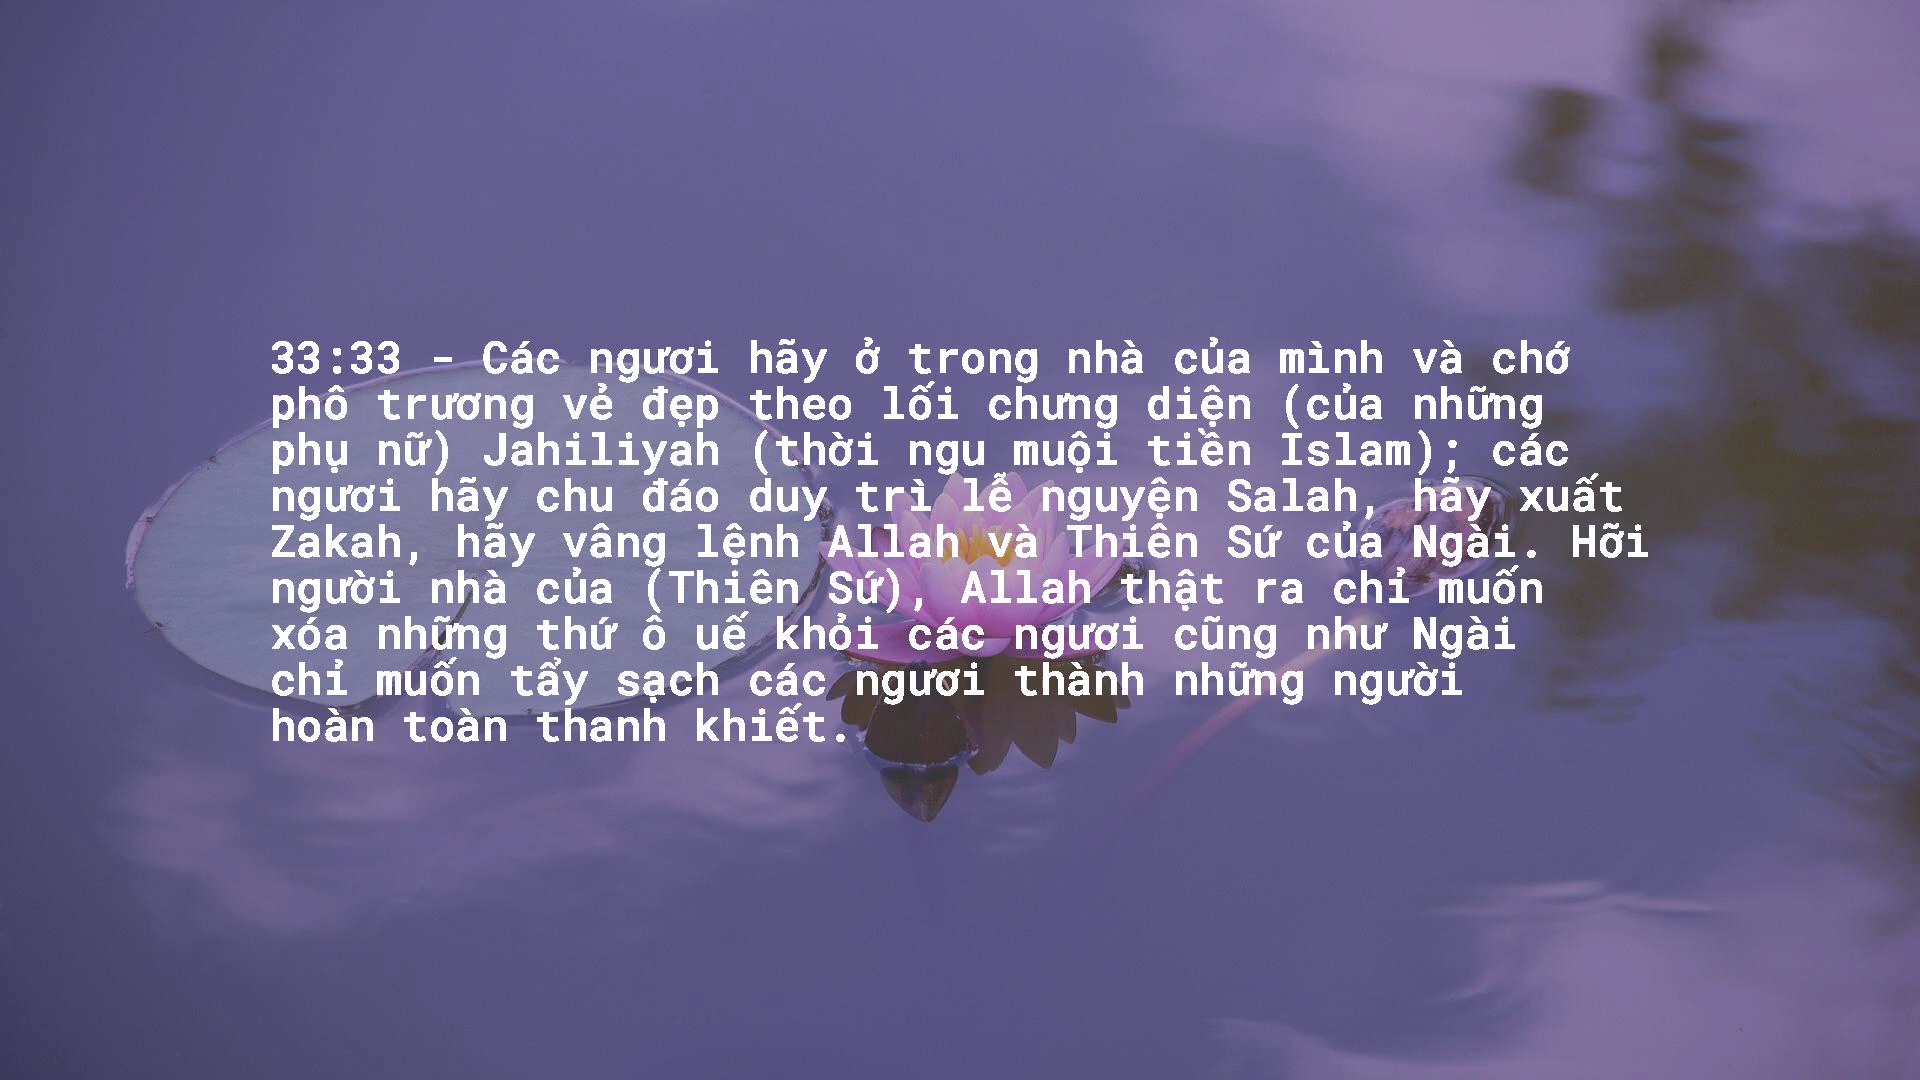 33:33 - Các ngươi hãy ở trong nhà của mình và chớ
phô trương vẻ đẹp theo lối chưng diện (của những
phụ nữ) Jahiliyah (thời ngu muội tiền Islam); các
ngươi hãy chu đáo duy trì lễ nguyện Salah, hãy xuất
Zakah, hãy vâng lệnh Allah và Thiên Sứ của Ngài. Hỡi
người nhà của (Thiên Sứ), Allah thật ra chỉ muốn
xóa những thứ ô uế khỏi các ngươi cũng như Ngài
chỉ muốn tẩy sạch các ngươi thành những người
hoàn toàn thanh khiết.